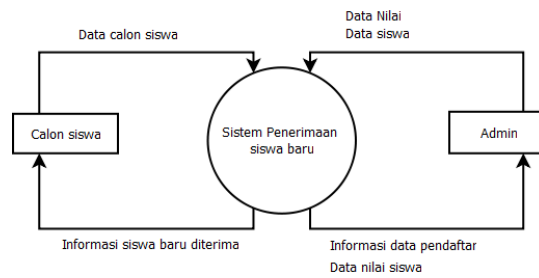 Data Nilai
Data siswa
Data calon siswa
Calon siswa
Sistem Penerimaan
siswa baru
Admin
Informasi siswa baru diterima
Informasi data pendaftar
Data nilai siswa